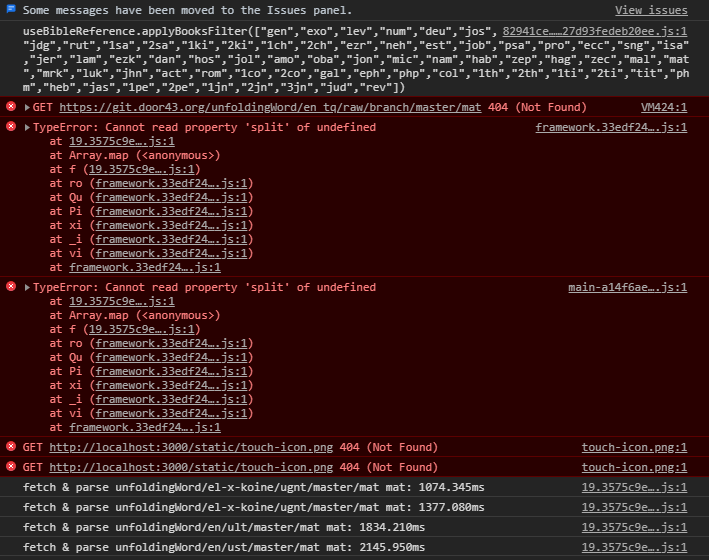 Some messages have been moved to the Issues panel. View issues
useBibleReference.applyBooksFilter(["gen","exo","lev","num","deu","jos", 82941ce……27d93fedeb20ee.js:1
"jdg","rut","1sa","2sa","1ki","2ki","1ch","2ch","ezr","neh","est","job","psa","pro","ecc","sng","isa"
,"jer","lam","ezk","dan","hos","jol","amo","oba","jon","mic","nam","hab","zep","hag","zec","mal","mat"
,"mrk","luk","jhn","act","rom","1co","2co","gal","eph","php","col","1th","2th","1ti","2ti","tit","ph
m","heb","jas","1pe","2pe","1jn","2jn","3jn","jud","rev"])
GET https://git.door43.org/unfoldingWord/en_tq/raw/branch/master/mat 404 (Not Found) VM424:1
TypeError: Cannot read property 'split' of undefined framework.33edf24….js:1
at 19.3575c9e….js:1
at Array.map (<anonymous>)
at f (19.3575c9e….js:1)
at ro (framework.33edf24….js:1)
at Qu (framework.33edf24….js:1)
at Pi (framework.33edf24….js:1)
at xi (framework.33edf24….js:1)
at _i (framework.33edf24….js:1)
at vi (framework.33edf24….js:1)
at framework.33edf24….js:1
TypeError: Cannot read property 'split' of undefined main-a14f6ae….js:1
at 19.3575c9e….js:1
at Array.map (<anonymous>)
at f (19.3575c9e….js:1)
at ro (framework.33edf24….js:1)
at Qu (framework.33edf24….js:1)
at Pi (framework.33edf24….js:1)
at xi (framework.33edf24….js:1)
at _i (framework.33edf24….js:1)
at vi (framework.33edf24….js:1)
at framework.33edf24….js:1
GET http://localhost:3000/static/touch-icon.png 404 (Not Found) touch-icon.png:1
GET http://localhost:3000/static/touch-icon.png 404 (Not Found) touch-icon.png:1
fetch & parse unfoldingWord/el-x-koine/ugnt/master/mat mat: 1074.345ms 19.3575c9e….js:1
fetch & parse unfoldingWord/el-x-koine/ugnt/master/mat mat: 1377.080ms 19.3575c9e….js:1
fetch & parse unfoldingWord/en/ult/master/mat mat: 1834.210ms 19.3575c9e….js:1
fetch & parse unfoldingWord/en/ust/master/mat mat: 2145.950ms 19.3575c9e….js:1